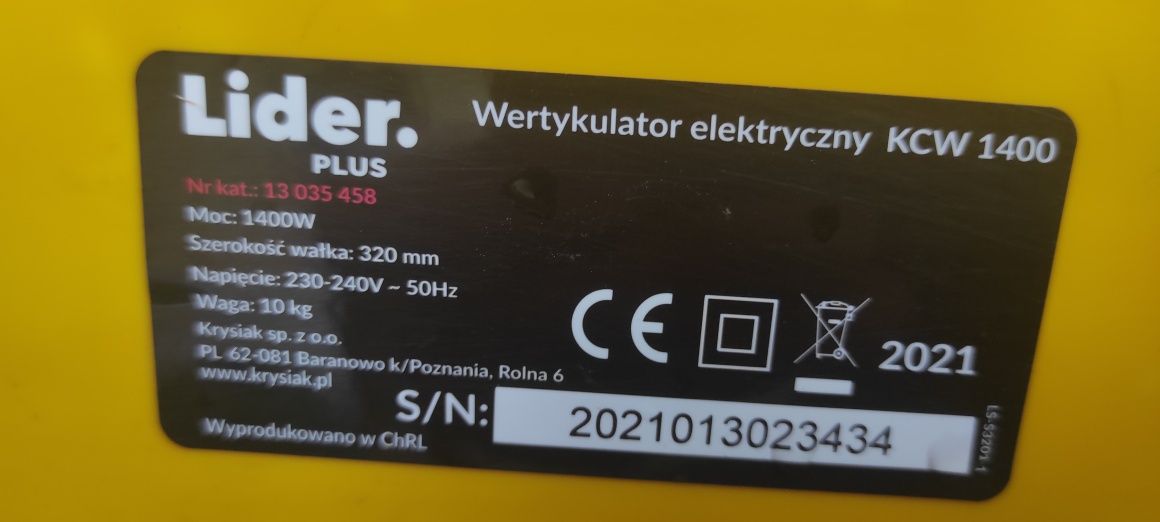 Lider.
PLUS
Wertykulator elektryczny KCW 1400
Nr kat.: 13 035 458
Moc: 1400W
Szerokość wałka: 320 mm
Napięcie: 230-240V ~ 50Hz
Waga: 10 kg
Krysiak sp. z o.o.
PL 62-081 Baranowo k/Poznania, Rolna 6
www.krysiak.pl
CE
2021
S/N: 2021013023434
Wyprodukowano w ChRL